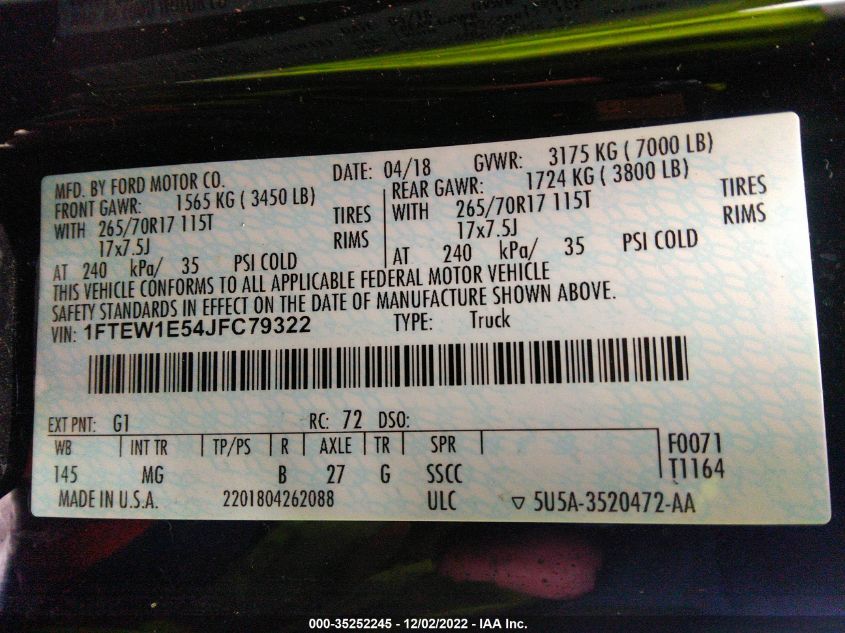 MFD. BY FORD MOTOR CO. DATE: 04/18 GVWR: 3175 KG ( 7000 LB)
FRONT GAWR: 1565 KG ( 3450 LB) REAR GAWR: 1724 KG ( 3800 LB)
WITH 265/70R17 115T TIRES WITH 265/70R17 115T TIRES
17x7.5J RIMS 17x7.5J RIMS
AT 240 kPa/ 35 PSI COLD AT 240 kPa/ 35 PSI COLD
THIS VEHICLE CONFORMS TO ALL APPLICABLE FEDERAL MOTOR VEHICLE
SAFETY STANDARDS IN EFFECT ON THE DATE OF MANUFACTURE SHOWN ABOVE.
VIN: 1FTEW1E54JFC79322 TYPE: Truck
EXT PNT: G1 RC: 72 DSO:
WB INT TR TP/PS R AXLE TR SPR F0071
145 MG B 27 G SSCC T1164
MADE IN U.S.A. 2201804262088 ULC ▽ 5U5A-3520472-AA
000-35252245 - 12/02/2022 - IAA Inc.